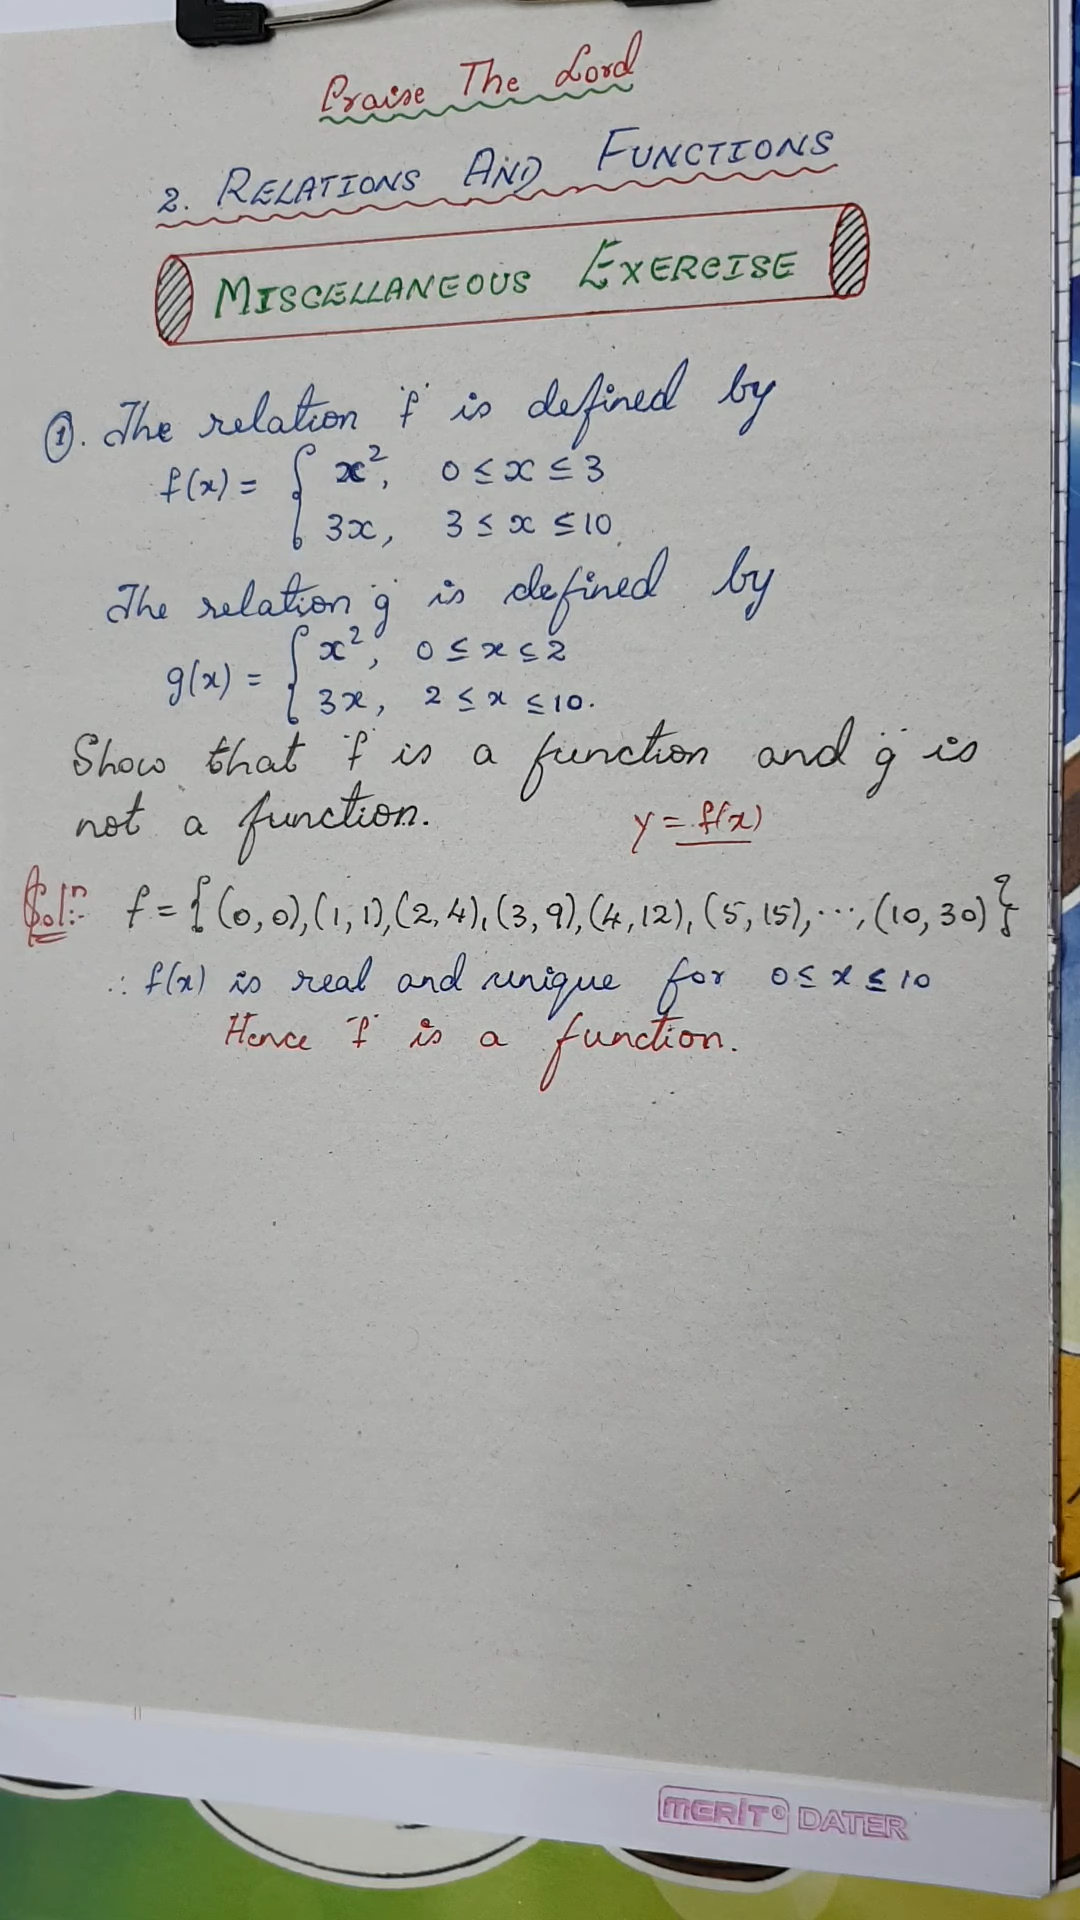 Praise The Lord
2. RELATIONS AND FUNCTIONS
MISCELLANEOUS EXERCISE
①. The relation 'f' is defined by
f(x) = { x², 0 ≤ x ≤ 3
3x, 3 ≤ x ≤ 10.
The relation 'g' is defined by
g(x) = { x², 0 ≤ x ≤ 2
3x, 2 ≤ x ≤ 10.
Show that 'f' is a function and 'g' is
not a function.
y = f(x)
Solⁿ:- f = { (0, 0), (1, 1), (2, 4), (3, 9), (4, 12), (5, 15), ..., (10, 30) }
∴ f(x) is real and unique for 0 ≤ x ≤ 10
Hence 'f' is a function.
MERIT® DATER